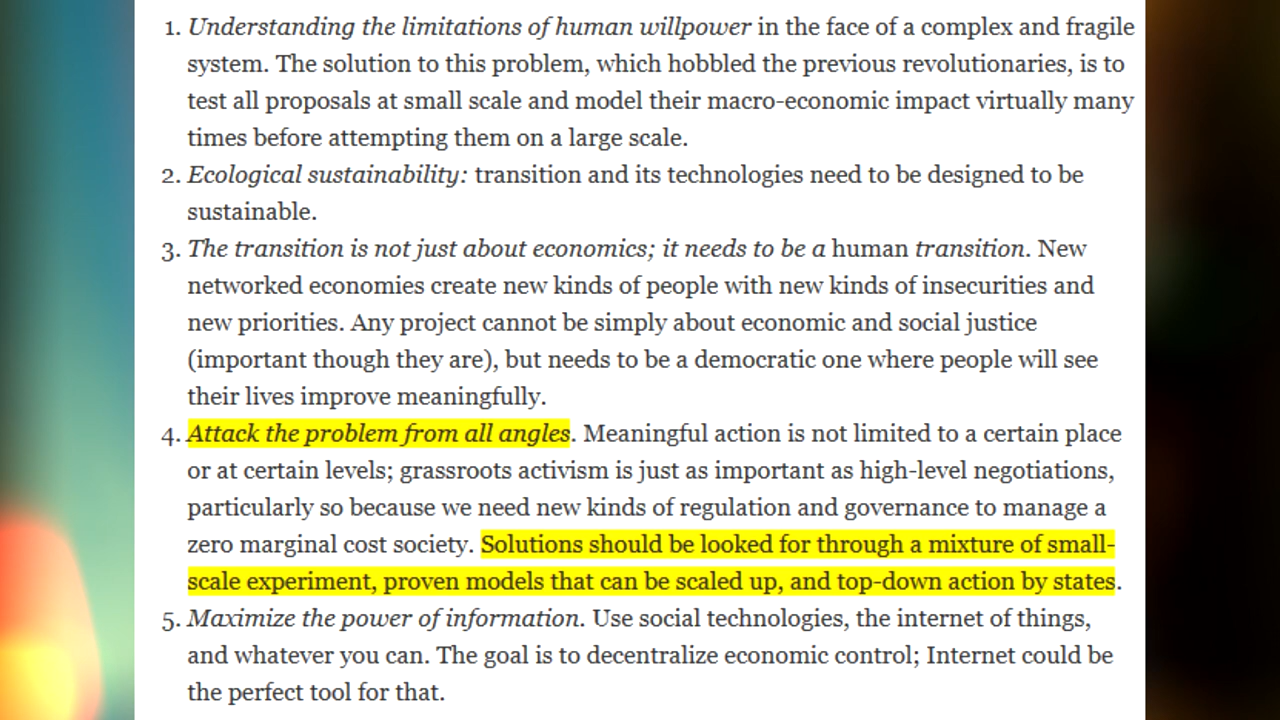 1. Understanding the limitations of human willpower in the face of a complex and fragile
system. The solution to this problem, which hobbled the previous revolutionaries, is to
test all proposals at small scale and model their macro-economic impact virtually many
times before attempting them on a large scale.
2. Ecological sustainability: transition and its technologies need to be designed to be
sustainable.
3. The transition is not just about economics; it needs to be a human transition. New
networked economies create new kinds of people with new kinds of insecurities and
new priorities. Any project cannot be simply about economic and social justice
(important though they are), but needs to be a democratic one where people will see
their lives improve meaningfully.
4. Attack the problem from all angles. Meaningful action is not limited to a certain place
or at certain levels; grassroots activism is just as important as high-level negotiations,
particularly so because we need new kinds of regulation and governance to manage a
zero marginal cost society. Solutions should be looked for through a mixture of small-
scale experiment, proven models that can be scaled up, and top-down action by states.
5. Maximize the power of information. Use social technologies, the internet of things,
and whatever you can. The goal is to decentralize economic control; Internet could be
the perfect tool for that.